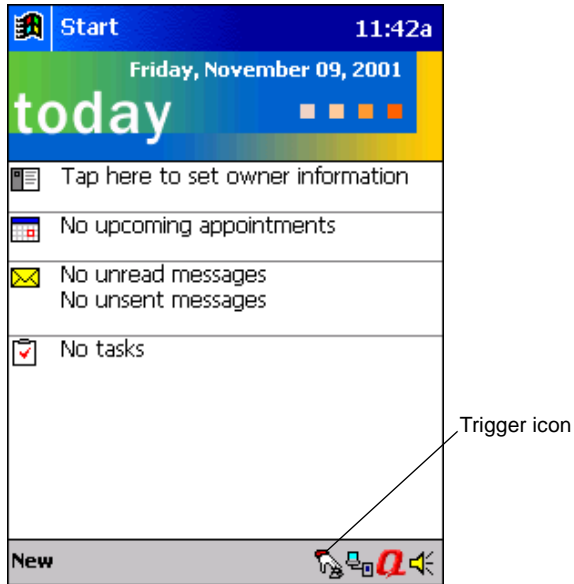 Start 11:42a
Friday, November 09, 2001
today
Tap here to set owner information
No upcoming appointments
No unread messages
No unsent messages
No tasks
Trigger icon
New